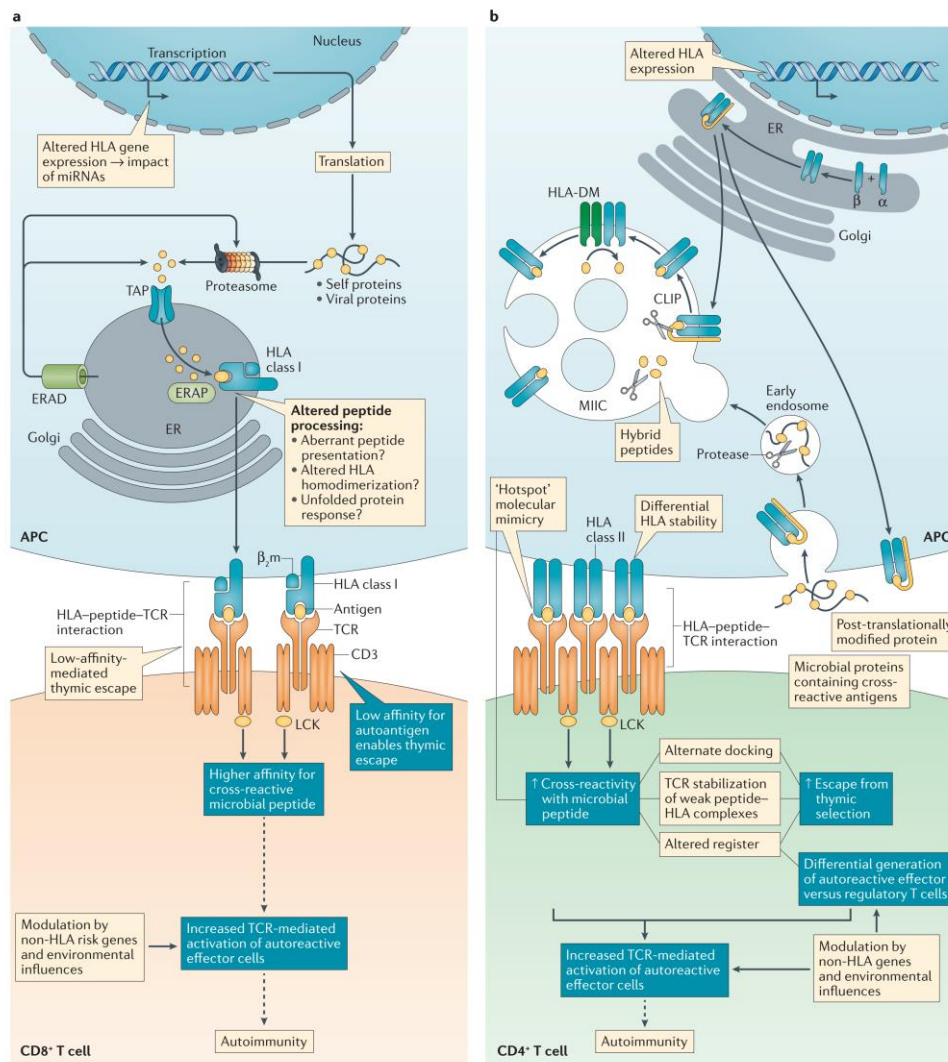 a
Nucleus
Transcription
Altered HLA gene
expression → impact
of miRNAs
Translation
TAP
Proteasome
• Self proteins
• Viral proteins
HLA
class I
ERAD
ERAP
ER
Golgi
Altered peptide
processing:
• Aberrant peptide
presentation?
• Altered HLA
homodimerization?
• Unfolded protein
response?
APC
β₂m
HLA class I
HLA–peptide–TCR
interaction
Antigen
TCR
CD3
Low-affinity-
mediated
thymic escape
LCK
Low affinity for
autoantigen
enables thymic
escape
Higher affinity for
cross-reactive
microbial peptide
Modulation by
non-HLA risk genes
and environmental
influences
Increased TCR-mediated
activation of autoreactive
effector cells
Autoimmunity
CD8⁺ T cell
b
Altered HLA
expression
ER
β
+
α
Golgi
HLA-DM
CLIP
MIIC
Hybrid
peptides
Early
endosome
Protease
'Hotspot'
molecular
mimicry
HLA
class II
Differential
HLA stability
APC
HLA–peptide–
TCR interaction
Post-translationally
modified protein
Microbial proteins
containing cross-
reactive antigens
LCK
Alternate docking
↑ Cross-reactivity
with microbial
peptide
TCR stabilization
of weak peptide–
HLA complexes
↑ Escape from
thymic
selection
Altered register
Differential generation
of autoreactive effector
versus regulatory T cells
Increased TCR-mediated
activation of autoreactive
effector cells
Modulation by
non-HLA genes
and environmental
influences
Autoimmunity
CD4⁺ T cell